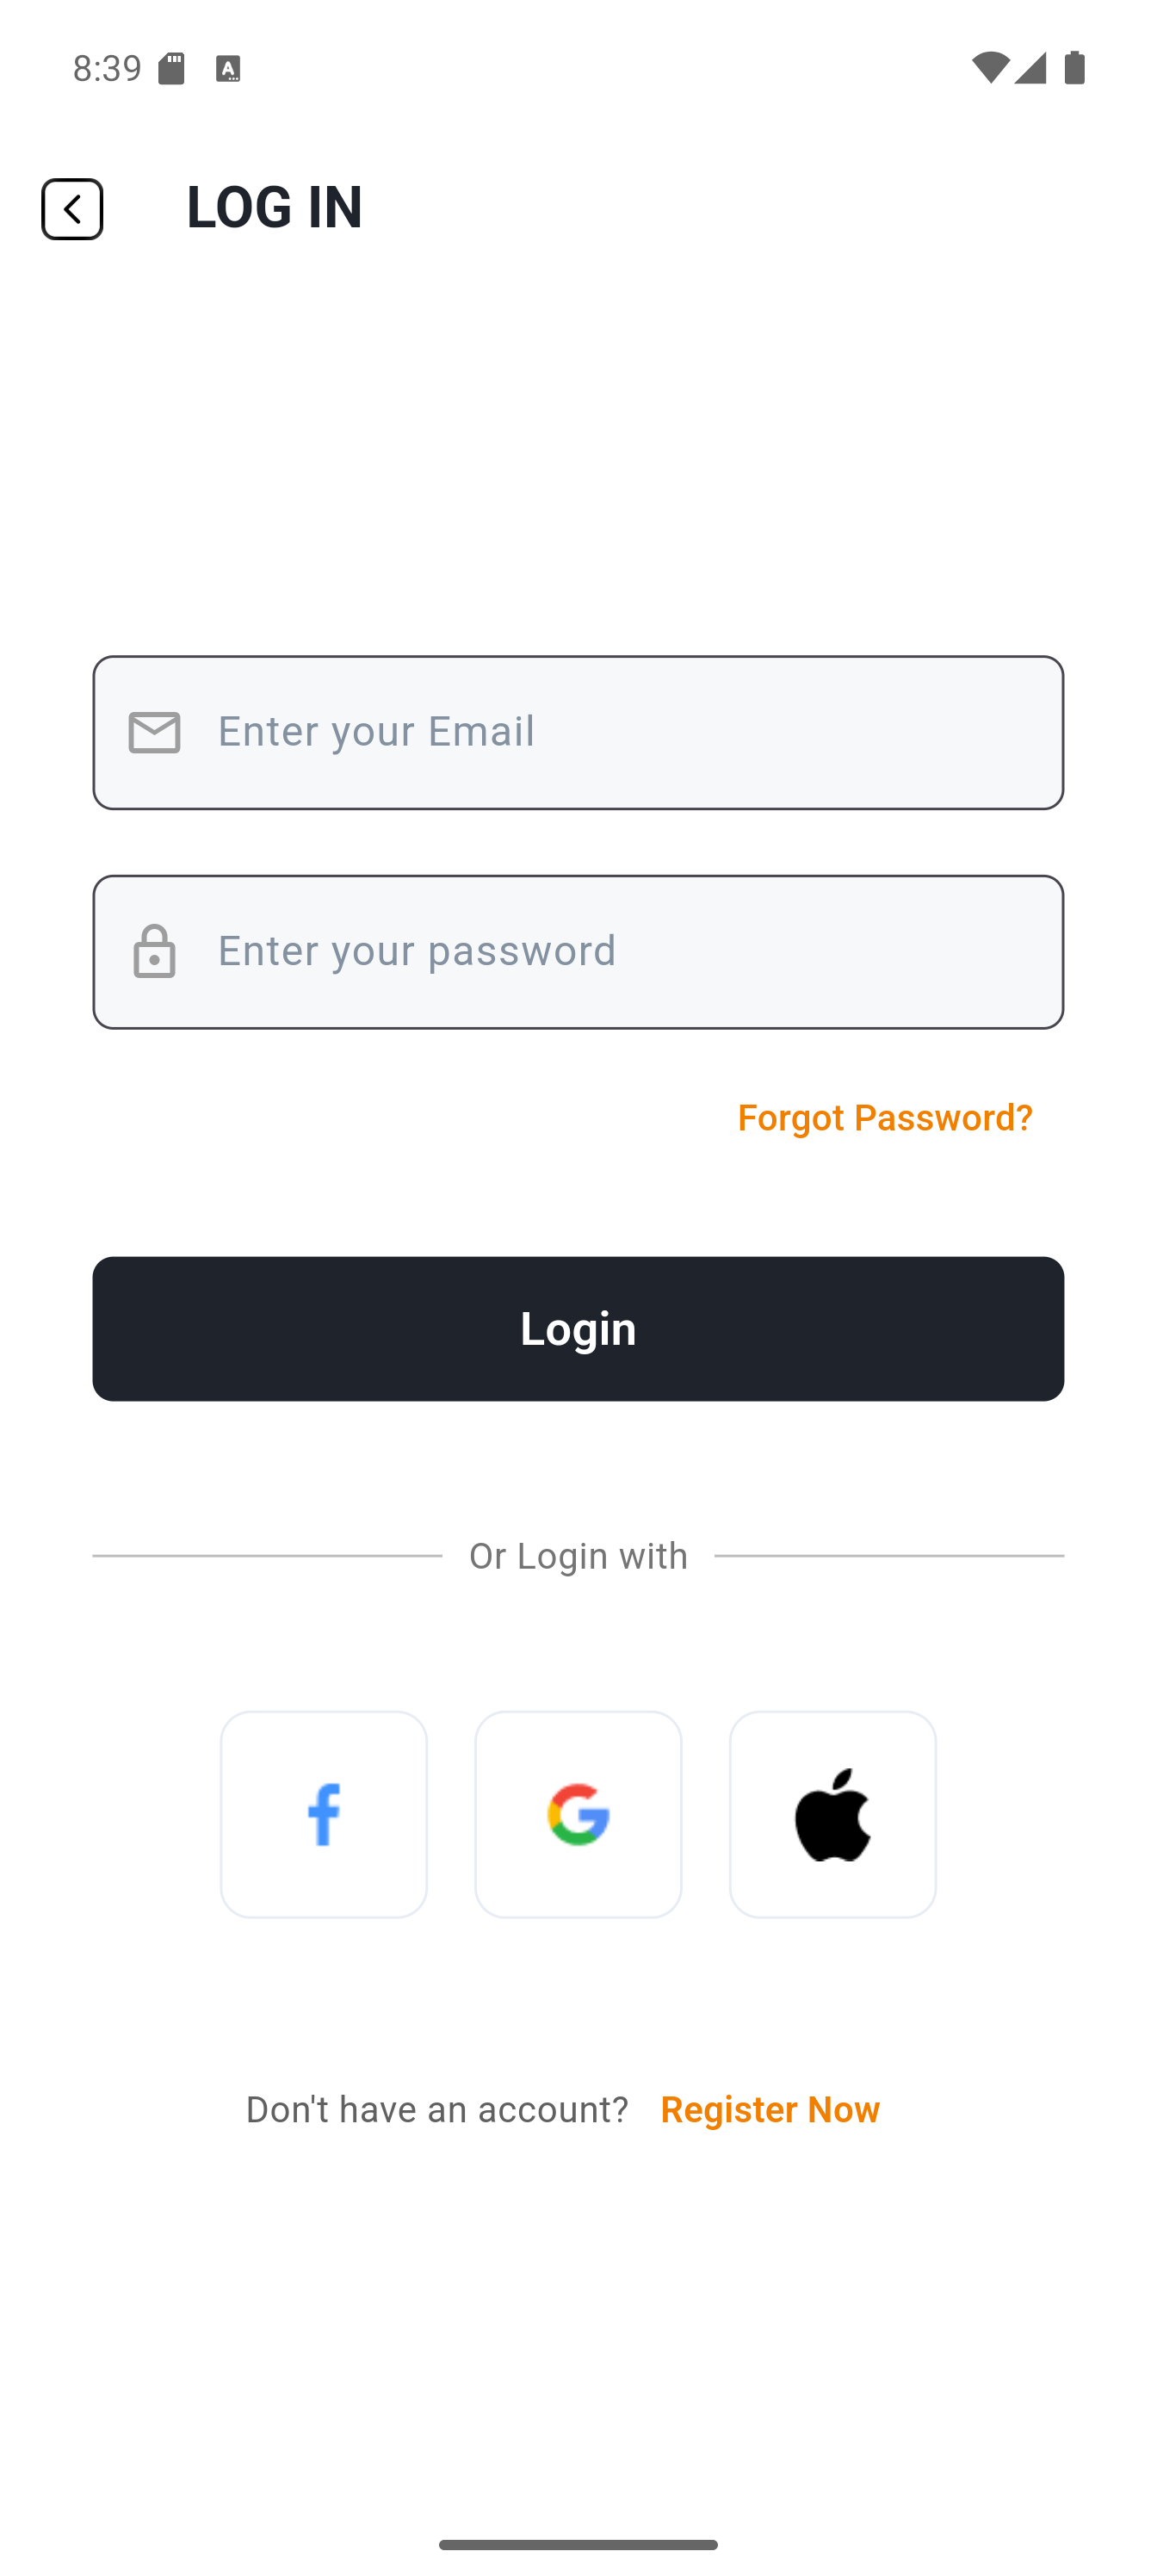 8:39
LOG IN
Enter your Email
Enter your password
Forgot Password?
Login
Or Login with
Don't have an account? Register Now